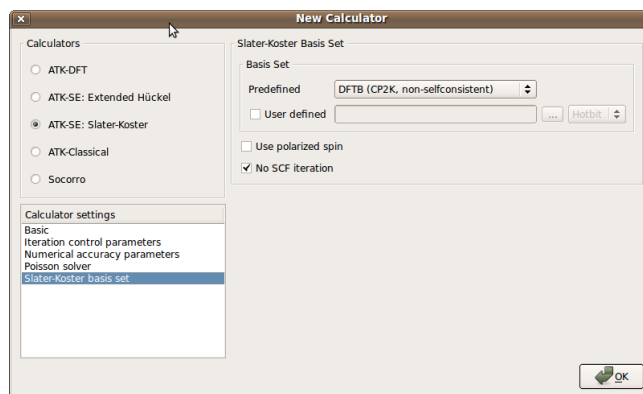 New Calculator
Calculators
ATK-DFT
ATK-SE: Extended Hückel
ATK-SE: Slater-Koster
ATK-Classical
Socorro
Calculator settings
Basic
Iteration control parameters
Numerical accuracy parameters
Poisson solver
Slater-Koster basis set
Slater-Koster Basis Set
Basis Set
Predefined DFTB (CP2K, non-selfconsistent)
User defined ... Hotbit
Use polarized spin
No SCF iteration
OK